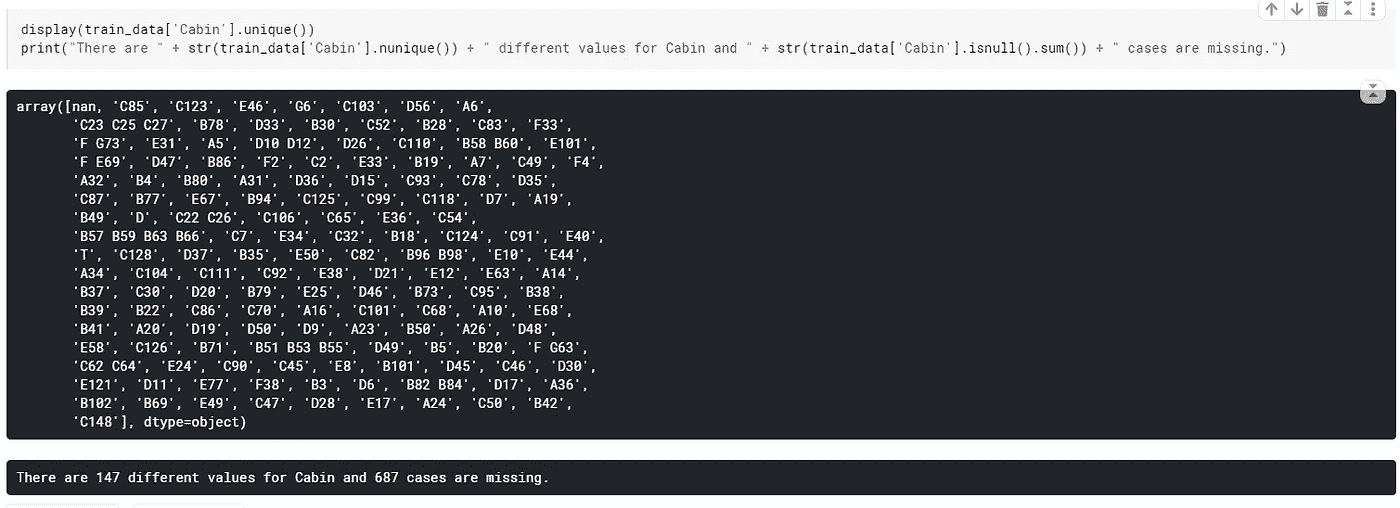 display(train_data['Cabin'].unique())
print("There are " + str(train_data['Cabin'].nunique()) + " different values for Cabin and " + str(train_data['Cabin'].isnull().sum()) + " cases are missing.")
array([nan, 'C85', 'C123', 'E46', 'G6', 'C103', 'D56', 'A6',
'C23 C25 C27', 'B78', 'D33', 'B30', 'C52', 'B28', 'C83', 'F33',
'F G73', 'E31', 'A5', 'D10 D12', 'D26', 'C110', 'B58 B60', 'E101',
'F E69', 'D47', 'B86', 'F2', 'C2', 'E33', 'B19', 'A7', 'C49', 'F4',
'A32', 'B4', 'B80', 'A31', 'D36', 'D15', 'C93', 'C78', 'D35',
'C87', 'B77', 'E67', 'B94', 'C125', 'C99', 'C118', 'D7', 'A19',
'B49', 'D', 'C22 C26', 'C106', 'C65', 'E36', 'C54',
'B57 B59 B63 B66', 'C7', 'E34', 'C32', 'B18', 'C124', 'C91', 'E40',
'T', 'C128', 'D37', 'B35', 'E50', 'C82', 'B96 B98', 'E10', 'E44',
'A34', 'C104', 'C111', 'C92', 'E38', 'D21', 'E12', 'E63', 'A14',
'B37', 'C30', 'D20', 'B79', 'E25', 'D46', 'B73', 'C95', 'B38',
'B39', 'B22', 'C86', 'C70', 'A16', 'C101', 'C68', 'A10', 'E68',
'B41', 'A20', 'D19', 'D50', 'D9', 'A23', 'B50', 'A26', 'D48',
'E58', 'C126', 'B71', 'B51 B53 B55', 'D49', 'B5', 'B20', 'F G63',
'C62 C64', 'E24', 'C90', 'C45', 'E8', 'B101', 'D45', 'C46', 'D30',
'E121', 'D11', 'E77', 'F38', 'B3', 'D6', 'B82 B84', 'D17', 'A36',
'B102', 'B69', 'E49', 'C47', 'D28', 'E17', 'A24', 'C50', 'B42',
'C148'], dtype=object)
There are 147 different values for Cabin and 687 cases are missing.